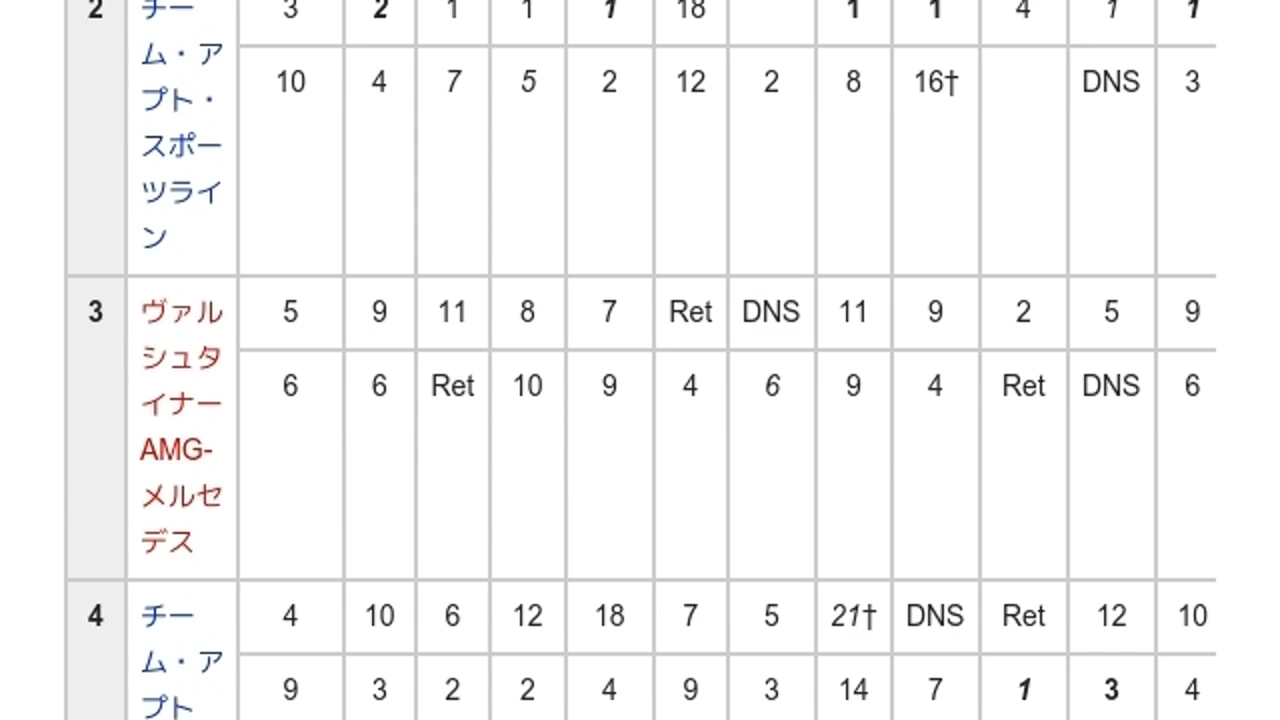 2 チー 3 2 1 1 1 18 1 1 4 1 1
ム・ア
10 4 7 5 2 12 2 8 16† DNS 3
プト・
スポー
ツライ
ン
3 ヴァル 5 9 11 8 7 Ret DNS 11 9 2 5 9
シュタ
6 6 Ret 10 9 4 6 9 4 Ret DNS 6
イナー
AMG-
メルセ
デス
4 チー 4 10 6 12 18 7 5 21† DNS Ret 12 10
ム・ア
9 3 2 2 4 9 3 14 7 1 3 4
プト